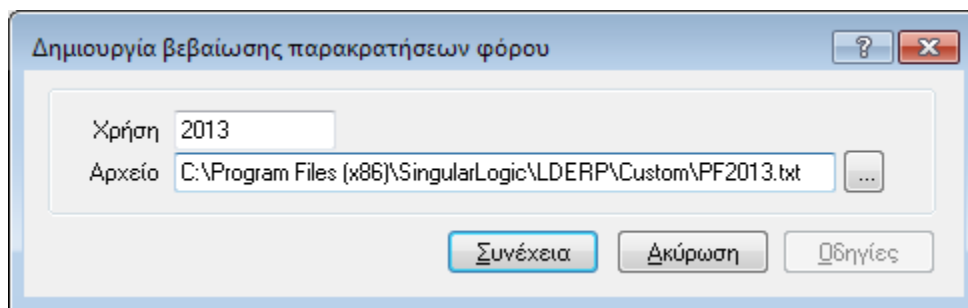 Δημιουργία βεβαίωσης παρακρατήσεων φόρου
Χρήση 2013
Αρχείο C:\Program Files (x86)\SingularLogic\LDERP\Custom\PF2013.txt ...
Συνέχεια Ακύρωση Οδηγίες